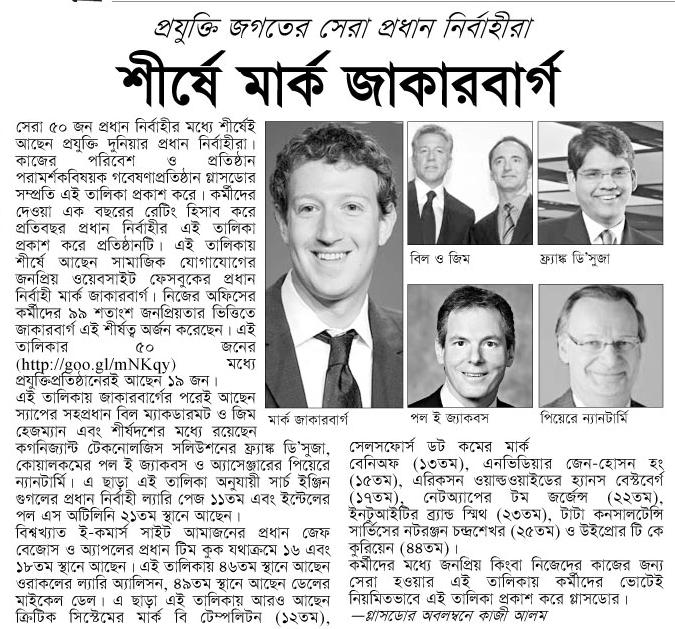 প্রযুক্তি জগতের সেরা প্রধান নির্বাহীরা
শীর্ষে মার্ক জাকারবার্গ
সেরা ৫০ জন প্রধান নির্বাহীর মধ্যে শীর্ষেই
আছেন প্রযুক্তি দুনিয়ার প্রধান নির্বাহীরা।
কাজের পরিবেশ ও প্রতিষ্ঠান
পরামর্শকবিষয়ক গবেষণাপ্রতিষ্ঠান গ্লাসডোর
সম্প্রতি এই তালিকা প্রকাশ করে। কর্মীদের
দেওয়া এক বছরের রেটিং হিসাব করে
প্রতিবছর প্রধান নির্বাহীর এই তালিকা
প্রকাশ করে প্রতিষ্ঠানটি। এই তালিকায়
শীর্ষে আছেন সামাজিক যোগাযোগের
জনপ্রিয় ওয়েবসাইট ফেসবুকের প্রধান
নির্বাহী মার্ক জাকারবার্গ। নিজের অফিসের
কর্মীদের ৯৯ শতাংশ জনপ্রিয়তার ভিত্তিতে
জাকারবার্গ এই শীর্ষত্ব অর্জন করেছেন। এই
তালিকার ৫০ জনের
(http://goo.gl/mNKqy) মধ্যে
প্রযুক্তিপ্রতিষ্ঠানেরই আছেন ১৯ জন।
এই তালিকায় জাকারবার্গের পরেই আছেন
স্যাপের সহপ্রধান বিল ম্যাকডারমট ও জিম
হেজম্যান এবং শীর্ষদশের মধ্যে রয়েছেন
কগনিজ্যান্ট টেকনোলজিস সলিউশনের ফ্র্যাঙ্ক ডি'সুজা,
কোয়ালকমের পল ই জ্যাকবস ও অ্যাসেঞ্জারের পিয়েরে
ন্যানটার্মি। এ ছাড়া এই তালিকা অনুযায়ী সার্চ ইঞ্জিন
গুগলের প্রধান নির্বাহী ল্যারি পেজ ১১তম এবং ইন্টেলের
পল এস অটিলিনি ২১তম স্থানে আছেন।
বিশ্বখ্যাত ই-কমার্স সাইট আমাজনের প্রধান জেফ
বেজোস ও অ্যাপলের প্রধান টিম কুক যথাক্রমে ১৬ এবং
১৮তম স্থানে আছেন। এই তালিকায় ৪৬তম স্থানে আছেন
ওরাকলের ল্যারি অ্যালিসন, ৪৯তম স্থানে আছেন ডেলের
মাইকেল ডেল। এ ছাড়া এই তালিকায় আরও আছেন
ক্রিটিক সিস্টেমের মার্ক বি টেম্পলিটন (১২তম),
মার্ক জাকারবার্গ
বিল ও জিম
ফ্র্যাঙ্ক ডি'সুজা
পল ই জ্যাকবস
পিয়েরে ন্যানটার্মি
সেলসফোর্স ডট কমের মার্ক
বেনিঅফ (১৩তম), এনভিডিয়ার জেন-হোসন হং
(১৫তম), এরিকসন ওয়াল্ডওয়াইডের হ্যানস বেস্টবের্গ
(১৭তম), নেটঅ্যাপের টম জর্জেন্স (২২তম),
ইনটুআইটির ব্র্যান্ড স্মিথ (২৩তম), টাটা কনসালটেন্সি
সার্ভিসের নটরঞ্জন চন্দ্রশেখর (২৫তম) ও উইপ্রোর টি কে
কুরিয়েন (৪৪তম)।
কর্মীদের মধ্যে জনপ্রিয় কিংবা নিজেদের কাজের জন্য
সেরা হওয়ার এই তালিকায় কর্মীদের ভোটেই
নিয়মিতভাবে এই তালিকা প্রকাশ করে গ্লাসডোর।
—গ্লাসডোর অবলম্বনে কাজী আলম